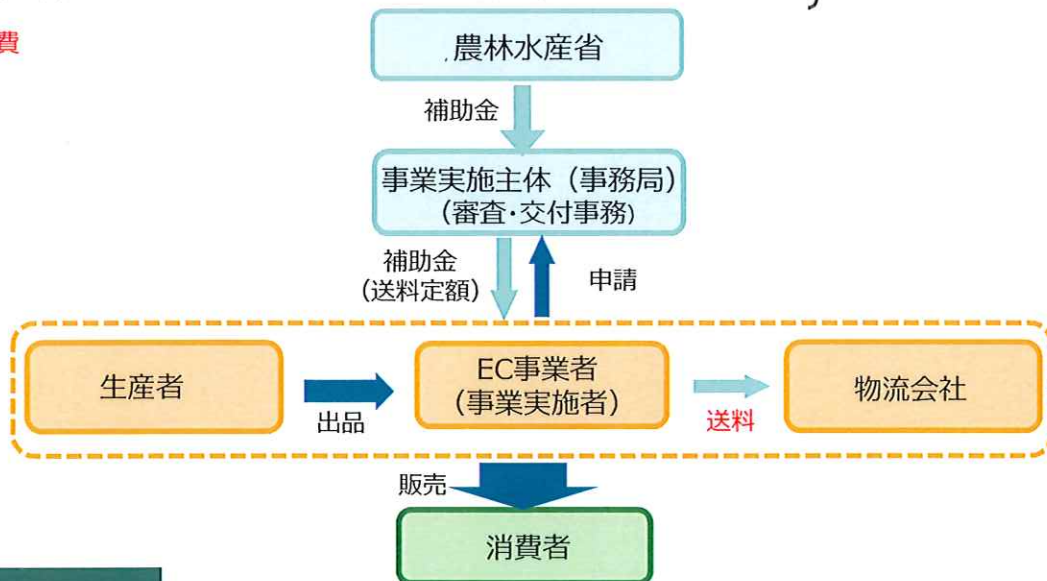 費
農林水産省
補助金
事業実施主体（事務局）
（審査・交付事務）
補助金
（送料定額）
申請
生産者
出品
EC事業者
（事業実施者）
送料
物流会社
販売
消費者